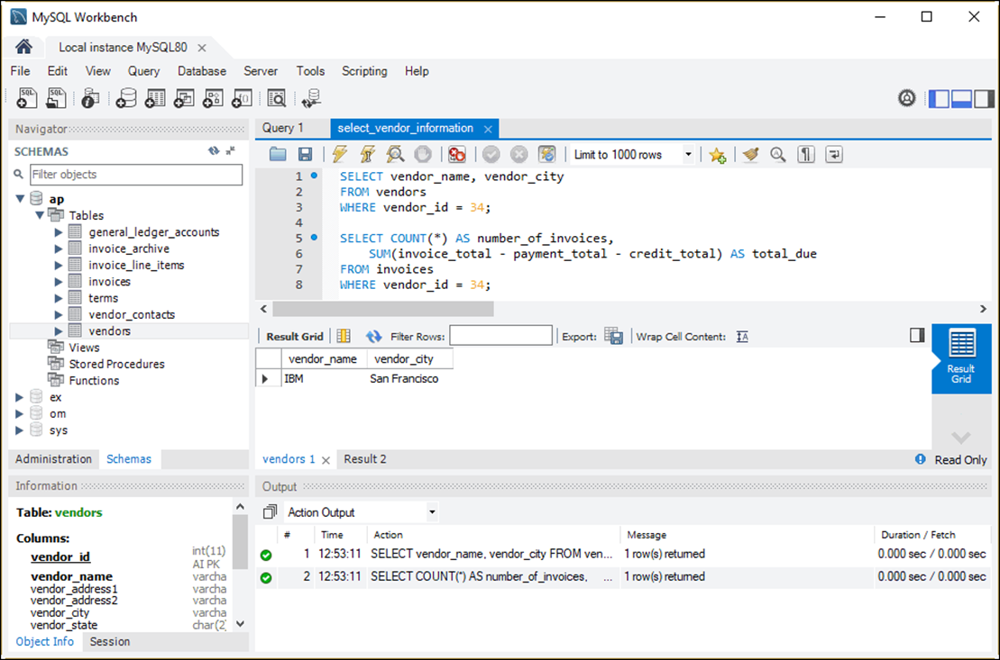 MySQL Workbench
Local instance MySQL80
File Edit View Query Database Server Tools Scripting Help
Navigator
SCHEMAS
Filter objects
ap
Tables
general_ledger_accounts
invoice_archive
invoice_line_items
invoices
terms
vendor_contacts
vendors
Views
Stored Procedures
Functions
ex
om
sys
Administration Schemas
Information
Table: vendors
Columns:
vendor_id int(11) AI PK
vendor_name varcha
vendor_address1 varcha
vendor_address2 varcha
vendor_city varcha
vendor_state char(2)
Object Info Session
Query 1 select_vendor_information
Limit to 1000 rows
1 SELECT vendor_name, vendor_city
2 FROM vendors
3 WHERE vendor_id = 34;
4
5 SELECT COUNT(*) AS number_of_invoices,
6 SUM(invoice_total - payment_total - credit_total) AS total_due
7 FROM invoices
8 WHERE vendor_id = 34;
Result Grid Filter Rows: Export: Wrap Cell Content:
vendor_name vendor_city
IBM San Francisco
Result
Grid
vendors 1 Result 2 Read Only
Output
Action Output
# Time Action Message Duration / Fetch
1 12:53:11 SELECT vendor_name, vendor_city FROM ven... 1 row(s) returned 0.000 sec / 0.000 sec
2 12:53:11 SELECT COUNT(*) AS number_of_invoices, ... 1 row(s) returned 0.000 sec / 0.000 sec